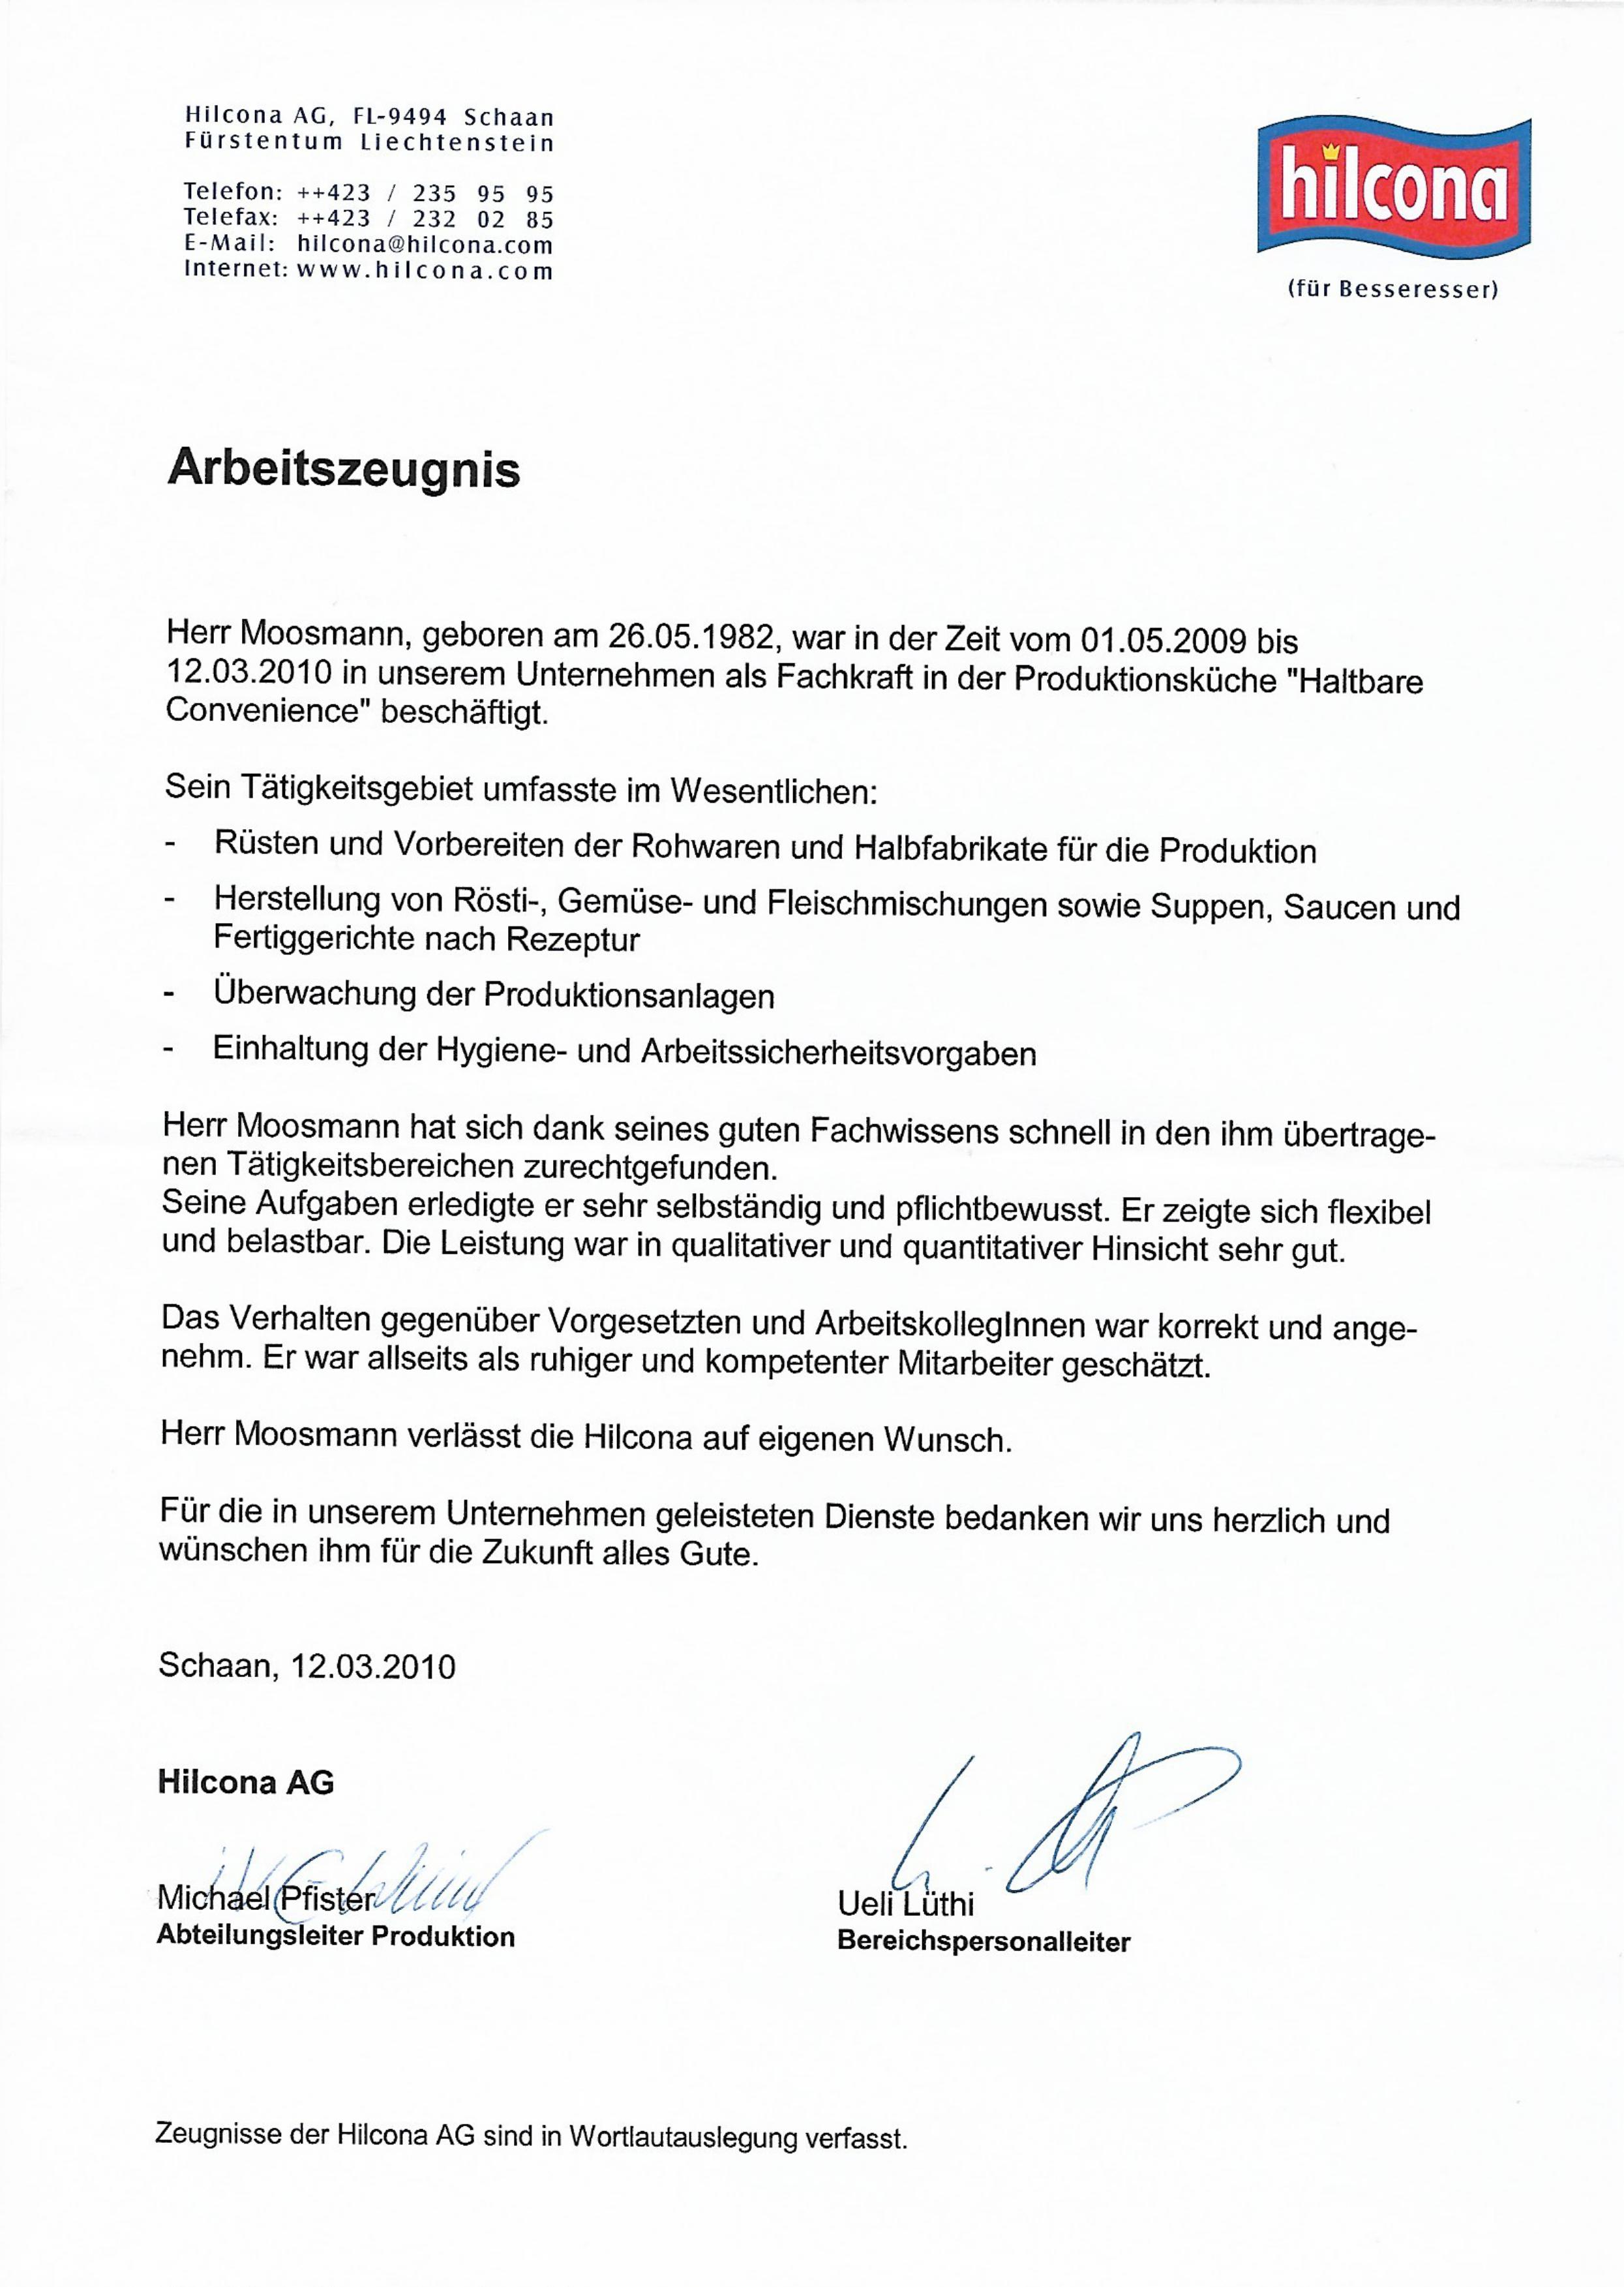 Hilcona AG, FL-9494 Schaan
Fürstentum Liechtenstein
Telefon: ++423 / 235 95 95
Telefax: ++423 / 232 02 85
E-Mail: hilcona@hilcona.com
Internet: www.hilcona.com
hilcona
(für Besseresser)
Arbeitszeugnis
Herr Moosmann, geboren am 26.05.1982, war in der Zeit vom 01.05.2009 bis
12.03.2010 in unserem Unternehmen als Fachkraft in der Produktionsküche "Haltbare
Convenience" beschäftigt.
Sein Tätigkeitsgebiet umfasste im Wesentlichen:
- Rüsten und Vorbereiten der Rohwaren und Halbfabrikate für die Produktion
- Herstellung von Rösti-, Gemüse- und Fleischmischungen sowie Suppen, Saucen und
Fertiggerichte nach Rezeptur
- Überwachung der Produktionsanlagen
- Einhaltung der Hygiene- und Arbeitssicherheitsvorgaben
Herr Moosmann hat sich dank seines guten Fachwissens schnell in den ihm übertrage-
nen Tätigkeitsbereichen zurechtgefunden.
Seine Aufgaben erledigte er sehr selbständig und pflichtbewusst. Er zeigte sich flexibel
und belastbar. Die Leistung war in qualitativer und quantitativer Hinsicht sehr gut.
Das Verhalten gegenüber Vorgesetzten und ArbeitskollegInnen war korrekt und ange-
nehm. Er war allseits als ruhiger und kompetenter Mitarbeiter geschätzt.
Herr Moosmann verlässt die Hilcona auf eigenen Wunsch.
Für die in unserem Unternehmen geleisteten Dienste bedanken wir uns herzlich und
wünschen ihm für die Zukunft alles Gute.
Schaan, 12.03.2010
Hilcona AG
Michael Pfister
Abteilungsleiter Produktion
Ueli Lüthi
Bereichspersonalleiter
Zeugnisse der Hilcona AG sind in Wortlautauslegung verfasst.